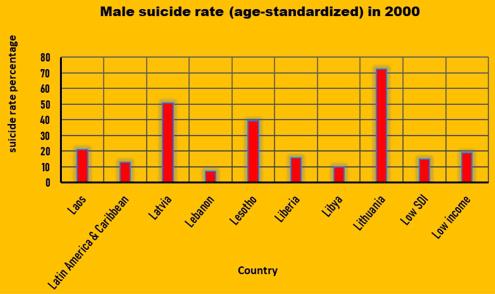 Male suicide rate (age-standardized) in 2000
suicide rate percentage
80
70
60
50
40
30
20
10
0
Laos
Latin America & Caribbean
Latvia
Lebanon
Lesotho
Liberia
Libya
Lithuania
Low SDI
Low income
Country